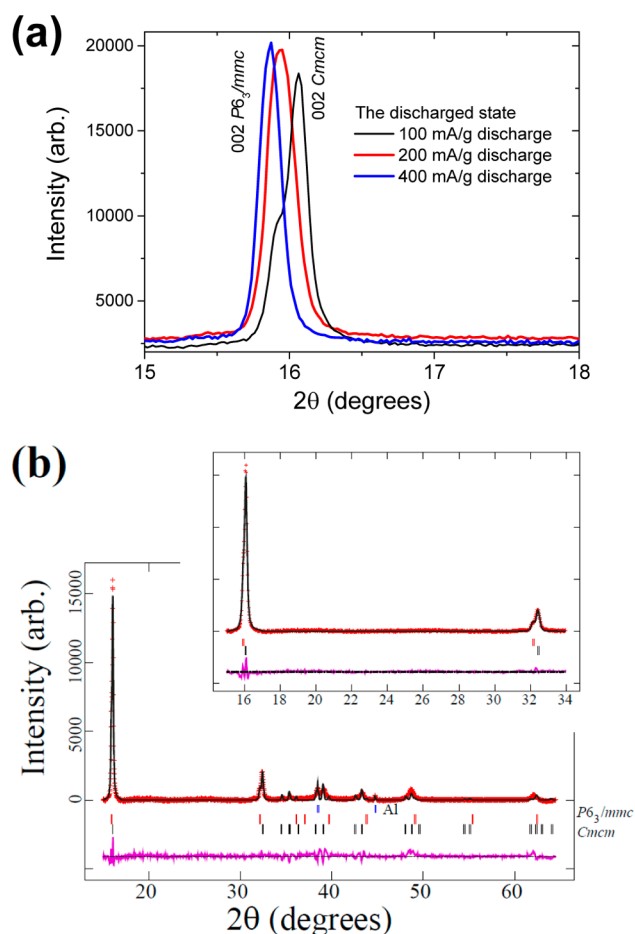 (a)
20000
15000
10000
5000
Intensity (arb.)
002 P6₃/mmc
002 Cmcm
The discharged state
100 mA/g discharge
200 mA/g discharge
400 mA/g discharge
15 16 17 18
2θ (degrees)
(b)
16 18 20 22 24 26 28 30 32 34
15000
5000
0
Intensity (arb.)
Al
P6₃/mmc
Cmcm
20 30 40 50 60
2θ (degrees)